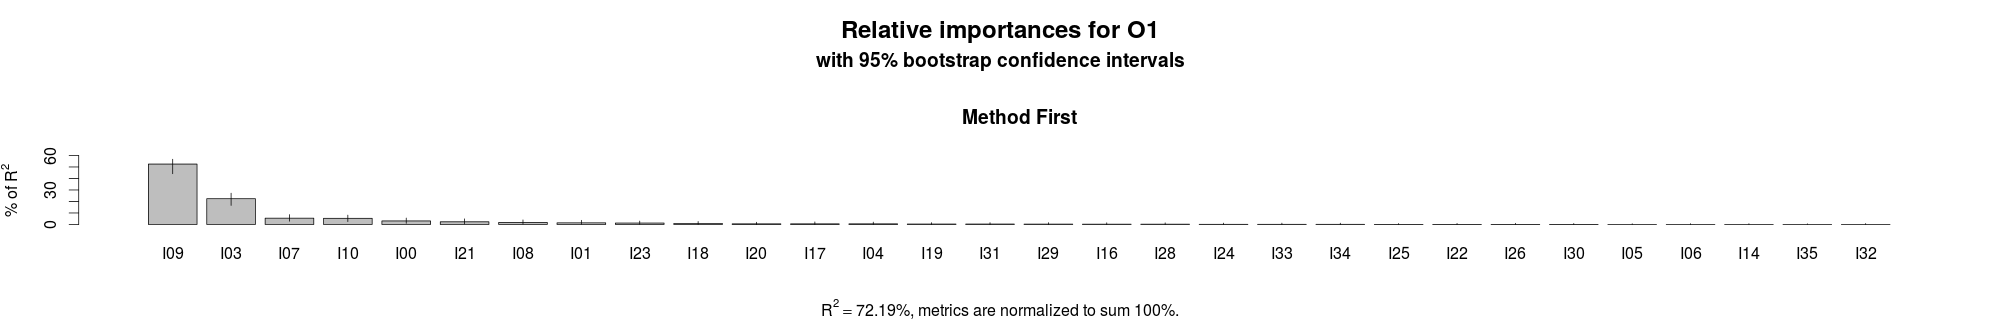 Relative importances for O1
with 95% bootstrap confidence intervals
Method First
% of R²
60
30
0
I09 I03 I07 I10 I00 I21 I08 I01 I23 I18 I20 I17 I04 I19 I31 I29 I16 I28 I24 I33 I34 I25 I22 I26 I30 I05 I06 I14 I35 I32
R² = 72.19%, metrics are normalized to sum 100%.